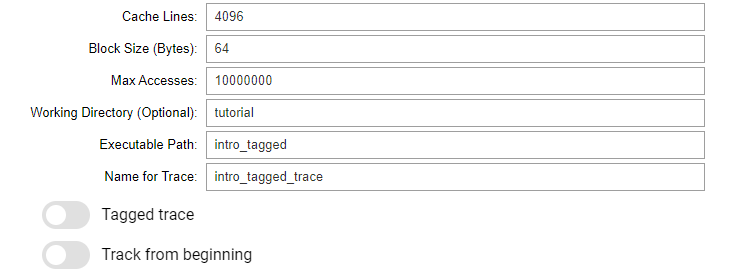 Cache Lines: 4096
Block Size (Bytes): 64
Max Accesses: 10000000
Working Directory (Optional): tutorial
Executable Path: intro_tagged
Name for Trace: intro_tagged_trace
Tagged trace
Track from beginning